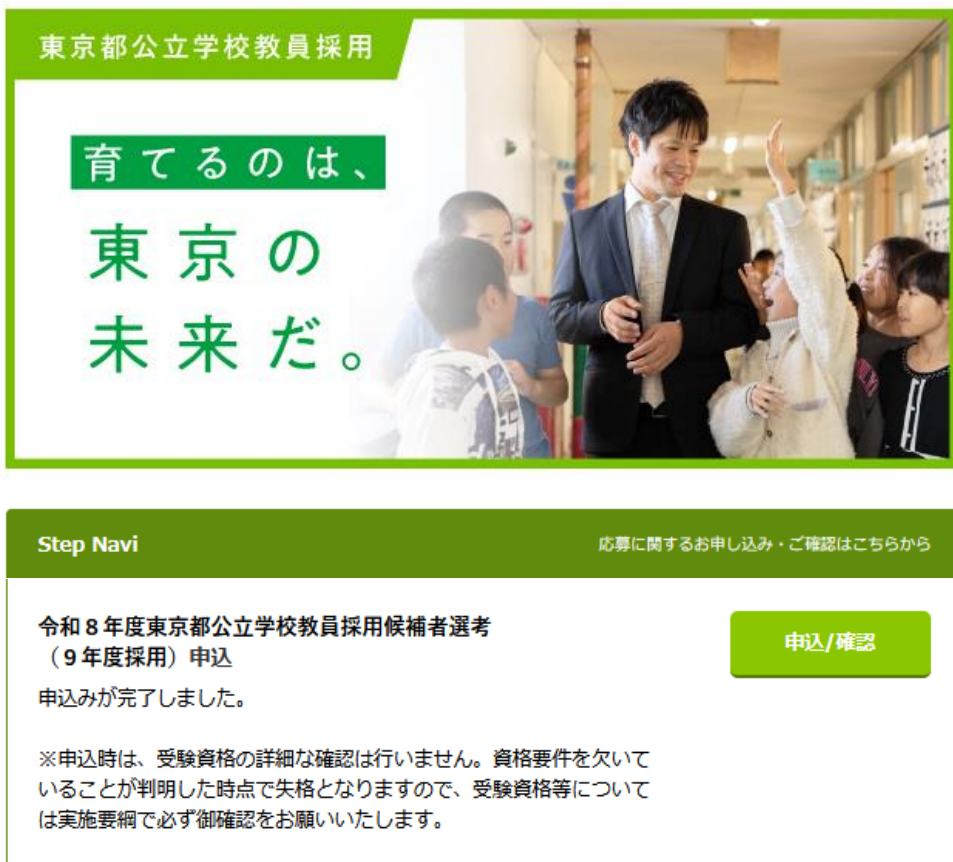 東京都公立学校教員採用
育てるのは、
東京の
未来だ。
Step Navi
応募に関するお申し込み・ご確認はこちらから
令和８年度東京都公立学校教員採用候補者選考
（９年度採用）申込
申込/確認
申込みが完了しました。
※申込時は、受験資格の詳細な確認は行いません。資格要件を欠いて
いることが判明した時点で失格となりますので、受験資格等について
は実施要綱で必ず御確認をお願いいたします。